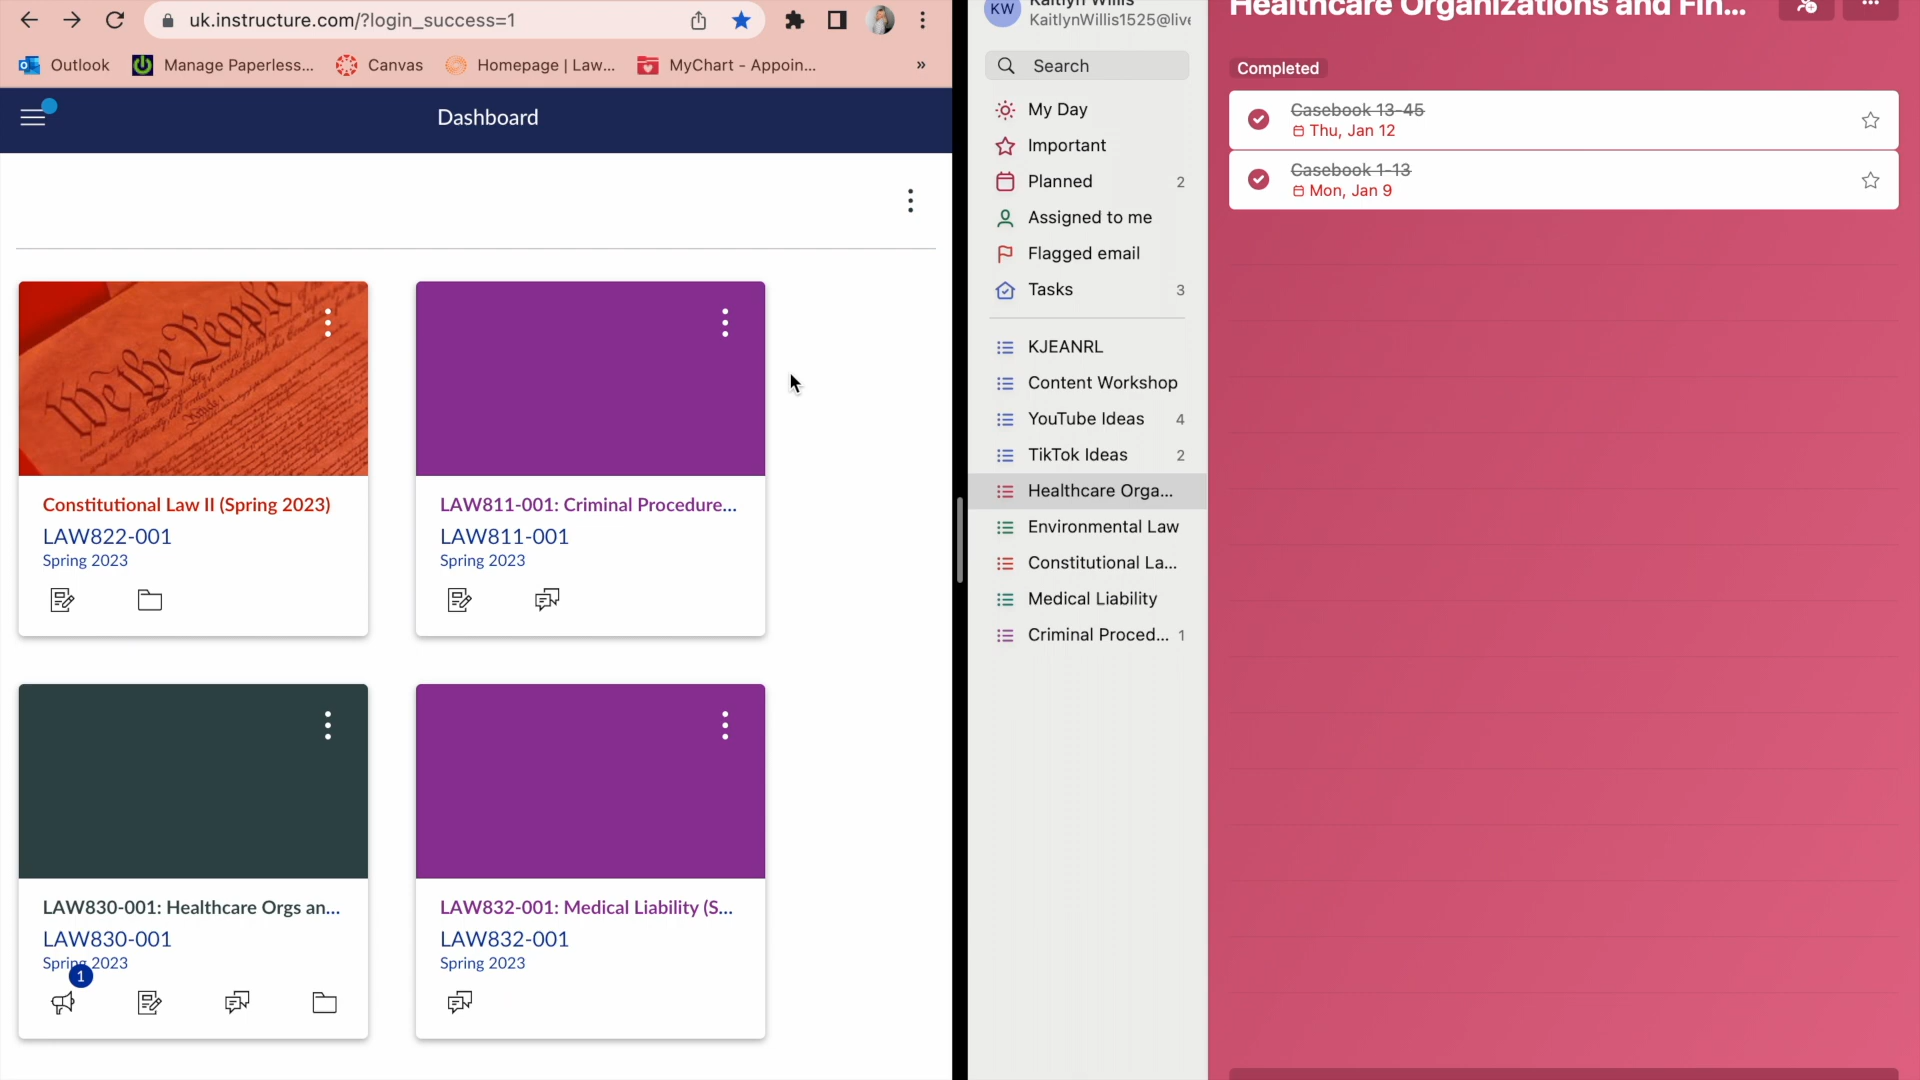 uk.instructure.com/?login_success=1
Outlook
Manage Paperless...
Canvas
Homepage | Law...
MyChart - Appoin...
»
Dashboard
We the People
Constitutional Law II (Spring 2023)
LAW822-001
Spring 2023
LAW811-001: Criminal Procedure...
LAW811-001
Spring 2023
LAW830-001: Healthcare Orgs an...
LAW830-001
Spring 2023
1
LAW832-001: Medical Liability (S...
LAW832-001
Spring 2023
KW
Kaitlyn Willis
KaitlynWillis1525@live
Search
My Day
Important
Planned 2
Assigned to me
Flagged email
Tasks 3
KJEANRL
Content Workshop
YouTube Ideas 4
TikTok Ideas 2
Healthcare Orga...
Environmental Law
Constitutional La...
Medical Liability
Criminal Proced... 1
Healthcare Organizations and Fin...
Completed
Casebook 13-45
Thu, Jan 12
Casebook 1-13
Mon, Jan 9